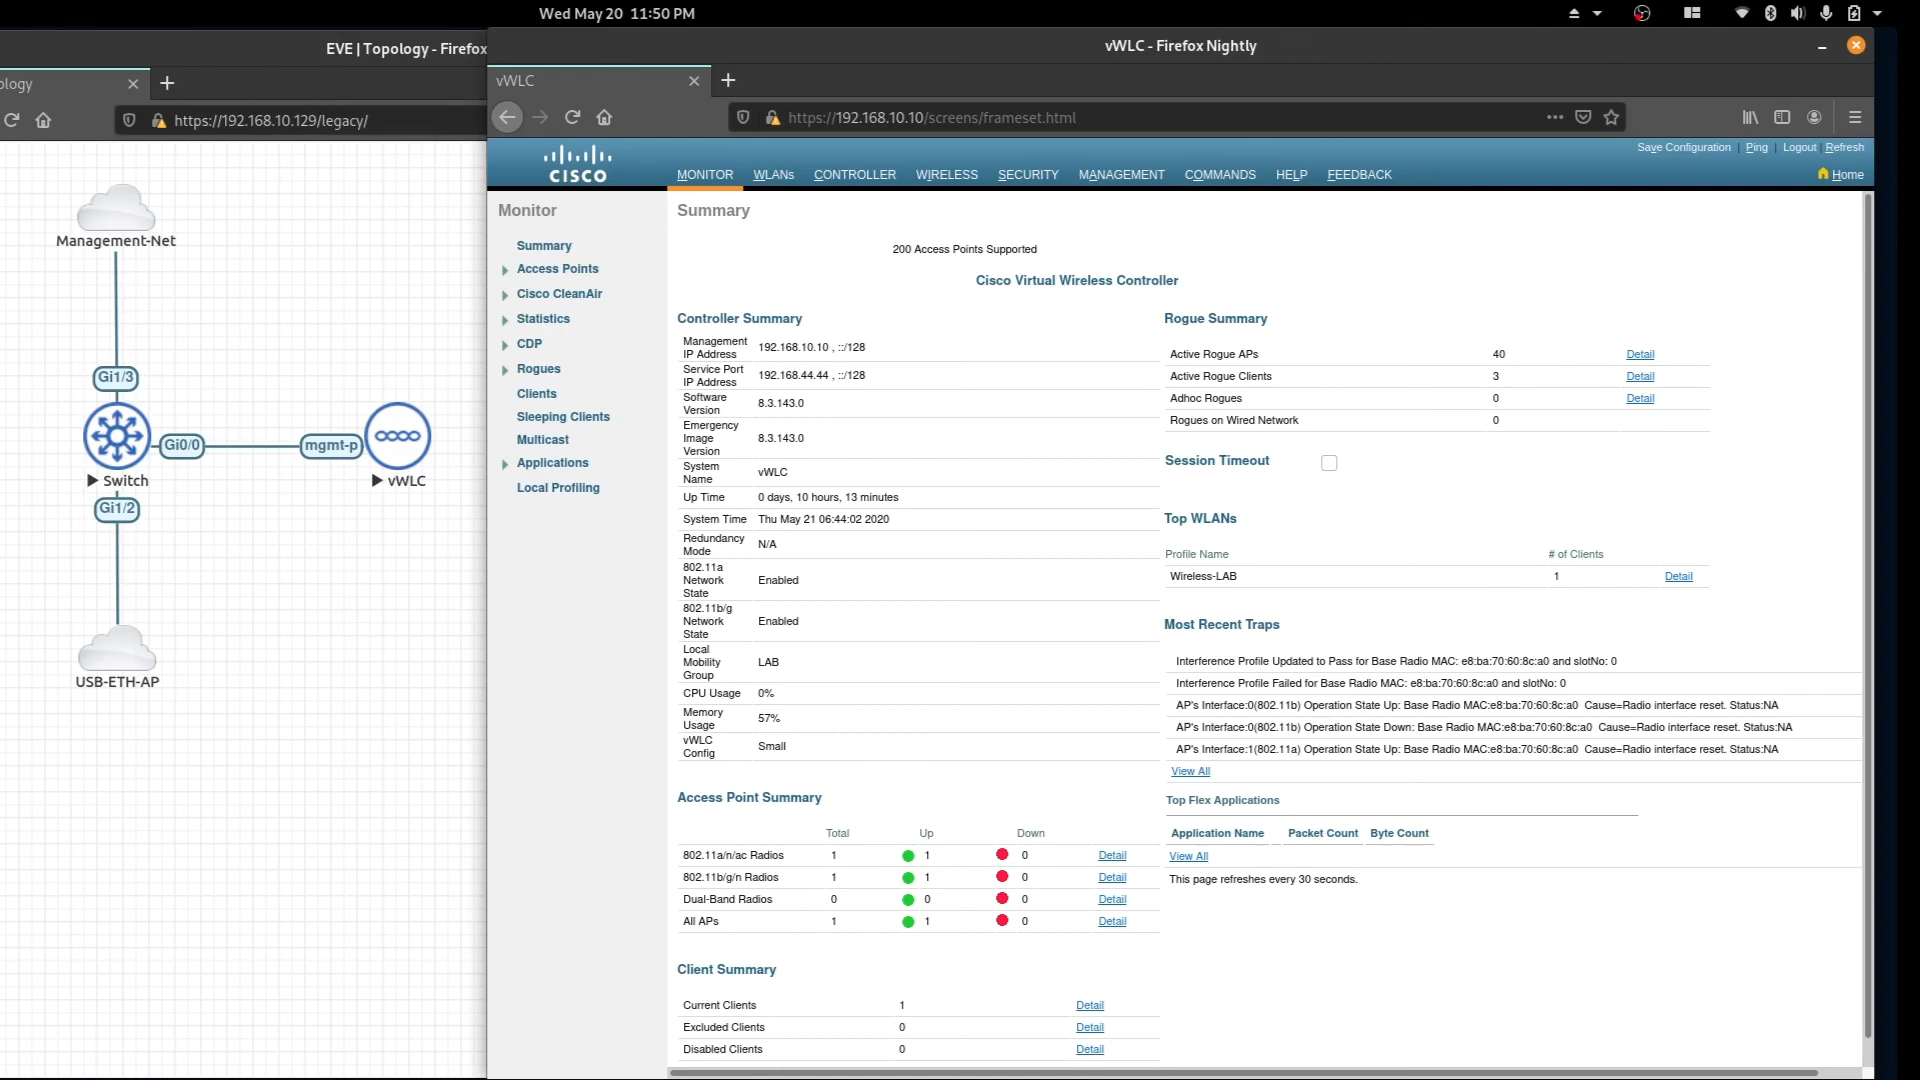 Wed May 20  11:50 PM
EVE | Topology - Firefox
ology
https://192.168.10.129/legacy/
Management-Net
Gi1/3
Gi0/0
mgmt-p
Switch
vWLC
Gi1/2
USB-ETH-AP
vWLC - Firefox Nightly
vWLC
https://192.168.10.10/screens/frameset.html
Save Configuration | Ping | Logout | Refresh
CISCO
MONITOR WLANs CONTROLLER WIRELESS SECURITY MANAGEMENT COMMANDS HELP FEEDBACK
Home
Monitor
Summary
Access Points
Cisco CleanAir
Statistics
CDP
Rogues
Clients
Sleeping Clients
Multicast
Applications
Local Profiling
Summary
200 Access Points Supported
Cisco Virtual Wireless Controller
Controller Summary
Management IP Address 192.168.10.10 , ::/128
Service Port IP Address 192.168.44.44 , ::/128
Software Version 8.3.143.0
Emergency Image Version 8.3.143.0
System Name vWLC
Up Time 0 days, 10 hours, 13 minutes
System Time Thu May 21 06:44:02 2020
Redundancy Mode N/A
802.11a Network State Enabled
802.11b/g Network State Enabled
Local Mobility Group LAB
CPU Usage 0%
Memory Usage 57%
vWLC Config Small
Access Point Summary
Total Up Down
802.11a/n/ac Radios 1 1 0 Detail
802.11b/g/n Radios 1 1 0 Detail
Dual-Band Radios 0 0 0 Detail
All APs 1 1 0 Detail
Client Summary
Current Clients 1 Detail
Excluded Clients 0 Detail
Disabled Clients 0 Detail
Rogue Summary
Active Rogue APs 40 Detail
Active Rogue Clients 3 Detail
Adhoc Rogues 0 Detail
Rogues on Wired Network 0
Session Timeout
Top WLANs
Profile Name # of Clients
Wireless-LAB 1 Detail
Most Recent Traps
Interference Profile Updated to Pass for Base Radio MAC: e8:ba:70:60:8c:a0 and slotNo: 0
Interference Profile Failed for Base Radio MAC: e8:ba:70:60:8c:a0 and slotNo: 0
AP's Interface:0(802.11b) Operation State Up: Base Radio MAC:e8:ba:70:60:8c:a0 Cause=Radio interface reset. Status:NA
AP's Interface:0(802.11b) Operation State Down: Base Radio MAC:e8:ba:70:60:8c:a0 Cause=Radio interface reset. Status:NA
AP's Interface:1(802.11a) Operation State Up: Base Radio MAC:e8:ba:70:60:8c:a0 Cause=Radio interface reset. Status:NA
View All
Top Flex Applications
Application Name Packet Count Byte Count
View All
This page refreshes every 30 seconds.